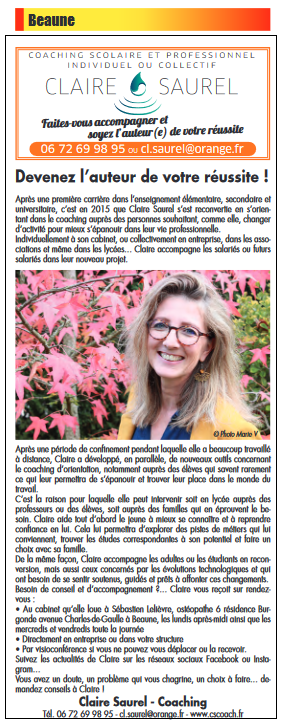 Beaune
COACHING SCOLAIRE ET PROFESSIONNEL
INDIVIDUEL OU COLLECTIF
CLAIRE SAUREL
Faites-vous accompagner et
soyez l'auteur(e) de votre réussite
06 72 69 98 95 ou cl.saurel@orange.fr
Devenez l'auteur de votre réussite !
Après une première carrière dans l'enseignement élémentaire, secondaire et
universitaire, c'est en 2015 que Claire Saurel s'est reconvertie en s'orien-
tant dans le coaching auprès des personnes souhaitant, comme elle, changer
d'activité pour mieux s'épanouir dans leur vie professionnelle.
Individuellement à son cabinet, ou collectivement en entreprise, dans les asso-
ciations et même dans les lycées... Claire accompagne les salariés ou futurs
salariés dans leur nouveau projet.
© Photo Marie V
Après une période de confinement pendant laquelle elle a beaucoup travaillé
à distance, Claire a développé, en parallèle, de nouveaux outils concernant
le coaching d'orientation, notamment auprès des élèves qui savent rarement
ce qui leur permettra de s'épanouir et trouver leur place dans le monde du
travail.
C'est la raison pour laquelle elle peut intervenir soit en lycée auprès des
professeurs ou des élèves, soit auprès des familles qui en éprouvent le be-
soin. Claire aide tout d'abord le jeune à mieux se connaître et à reprendre
confiance en lui. Cela lui permettra d'explorer des pistes de métiers qui lui
conviennent, trouver les études correspondantes à son potentiel et faire un
choix avec sa famille.
De la même façon, Claire accompagne les adultes ou les étudiants en recon-
version, mais aussi ceux concernés par les évolutions technologiques et qui
ont besoin de se sentir soutenus, guidés et prêts à affronter ces changements.
Besoin de conseil et d'accompagnement ?... Claire vous reçoit sur rendez-
vous :
• Au cabinet qu'elle loue à Sébastien Lelièvre, ostéopathe 6 résidence Bur-
gonde avenue Charles-de-Gaulle à Beaune, les lundis après-midi ainsi que les
mercredis et vendredis toute la journée
• Directement en entreprise ou dans votre structure
• Par visioconférence si vous ne pouvez vous déplacer ou la recevoir.
Suivez les actualités de Claire sur les réseaux sociaux Facebook ou insta-
gram...
Vous avez un doute, un problème qui vous chagrine, un choix à faire... de-
mandez conseils à Claire !
Claire Saurel - Coaching
Tél. 06 72 69 98 95 - cl.saurel@orange.fr - www.cscoach.fr